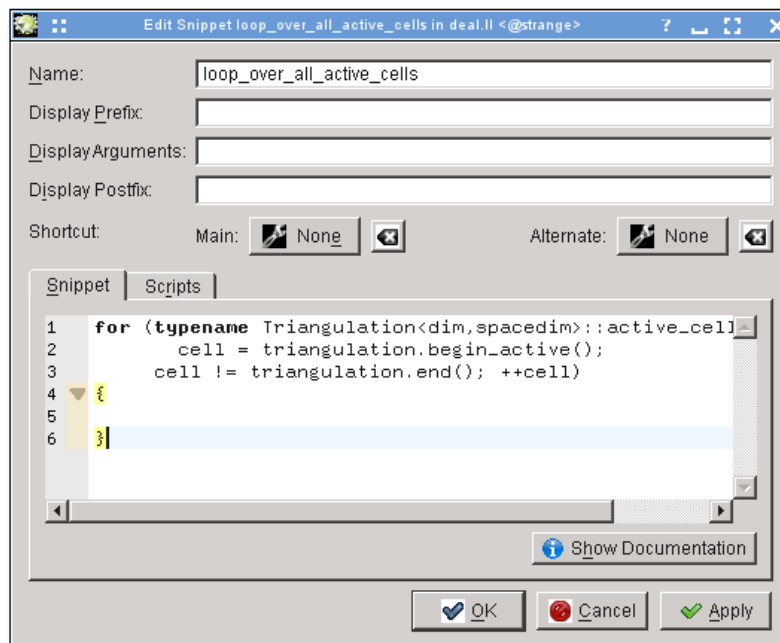 Edit Snippet loop_over_all_active_cells in deal.II <@strange>
Name: loop_over_all_active_cells
Display Prefix:
Display Arguments:
Display Postfix:
Shortcut: Main: None Alternate: None
Snippet Scripts
1 for (typename Triangulation<dim,spacedim>::active_cell
2 cell = triangulation.begin_active();
3 cell != triangulation.end(); ++cell)
4 {
5
6 }
Show Documentation
OK Cancel Apply